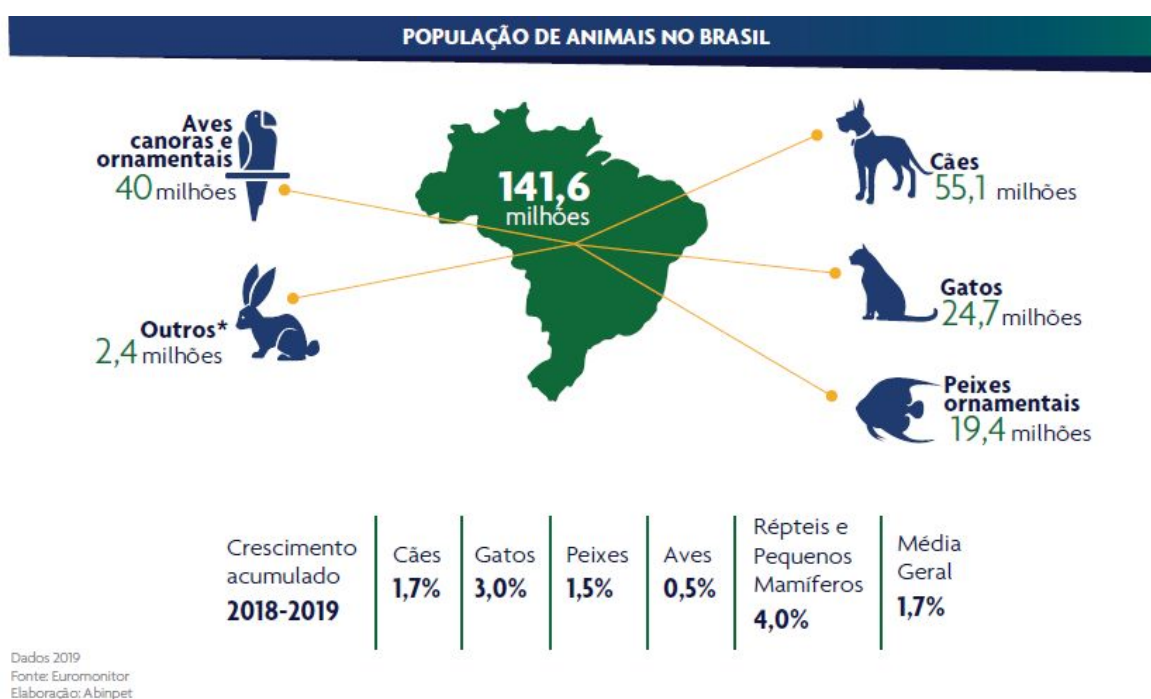 POPULAÇÃO DE ANIMAIS NO BRASIL
Aves
canoras e
ornamentais
40 milhões
Outros*
2,4 milhões
141,6
milhões
Cães
55,1 milhões
Gatos
24,7 milhões
Peixes
ornamentais
19,4 milhões
Crescimento
acumulado
2018-2019
Cães
1,7%
Gatos
3,0%
Peixes
1,5%
Aves
0,5%
Répteis e
Pequenos
Mamíferos
4,0%
Média
Geral
1,7%
Dados 2019
Fonte: Euromonitor
Elaboração: Abinpet